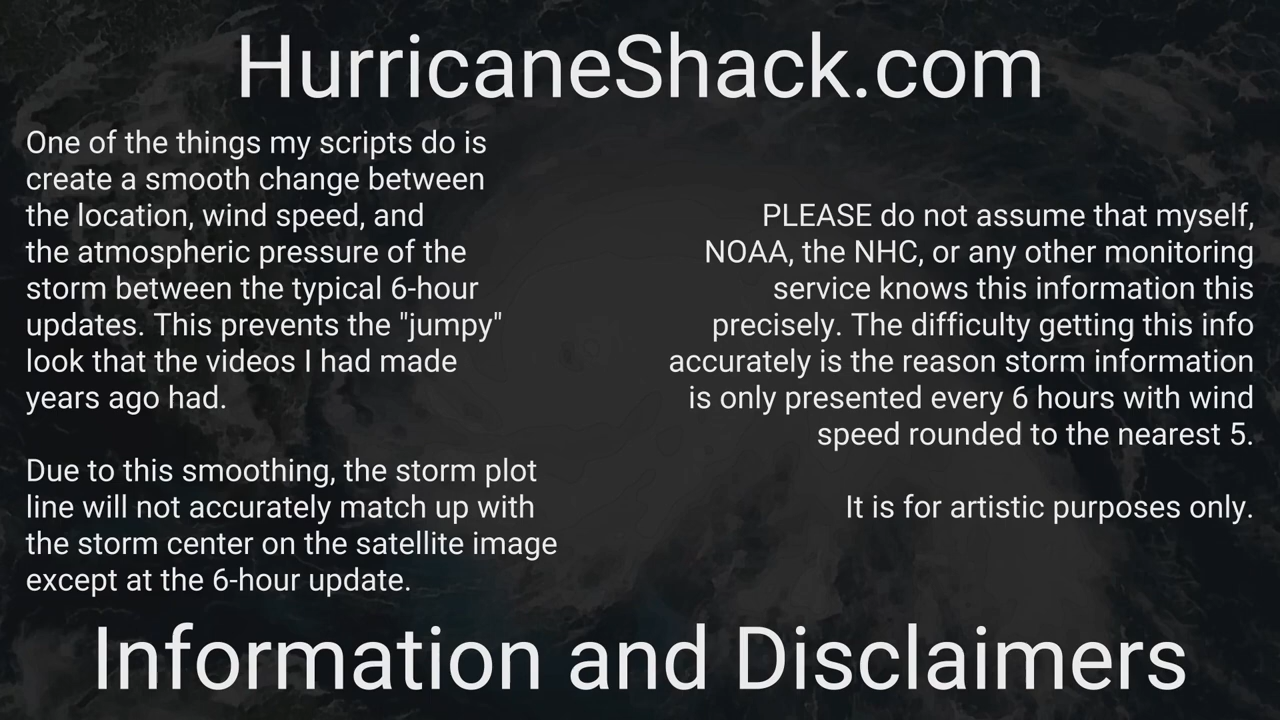 HurricaneShack.com
One of the things my scripts do is
create a smooth change between
the location, wind speed, and
the atmospheric pressure of the
storm between the typical 6-hour
updates. This prevents the "jumpy"
look that the videos I had made
years ago had.
Due to this smoothing, the storm plot
line will not accurately match up with
the storm center on the satellite image
except at the 6-hour update.
PLEASE do not assume that myself,
NOAA, the NHC, or any other monitoring
service knows this information this
precisely. The difficulty getting this info
accurately is the reason storm information
is only presented every 6 hours with wind
speed rounded to the nearest 5.
It is for artistic purposes only.
Information and Disclaimers